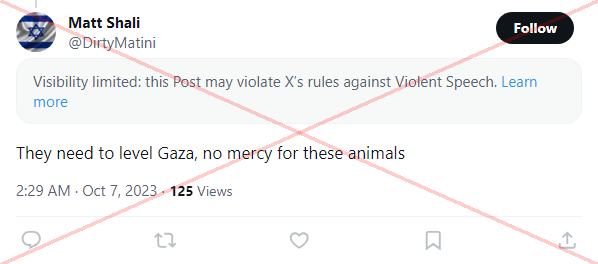 Matt Shali
@DirtyMatini
Follow
Visibility limited: this Post may violate X's rules against Violent Speech. Learn
more
They need to level Gaza, no mercy for these animals
2:29 AM · Oct 7, 2023 · 125 Views